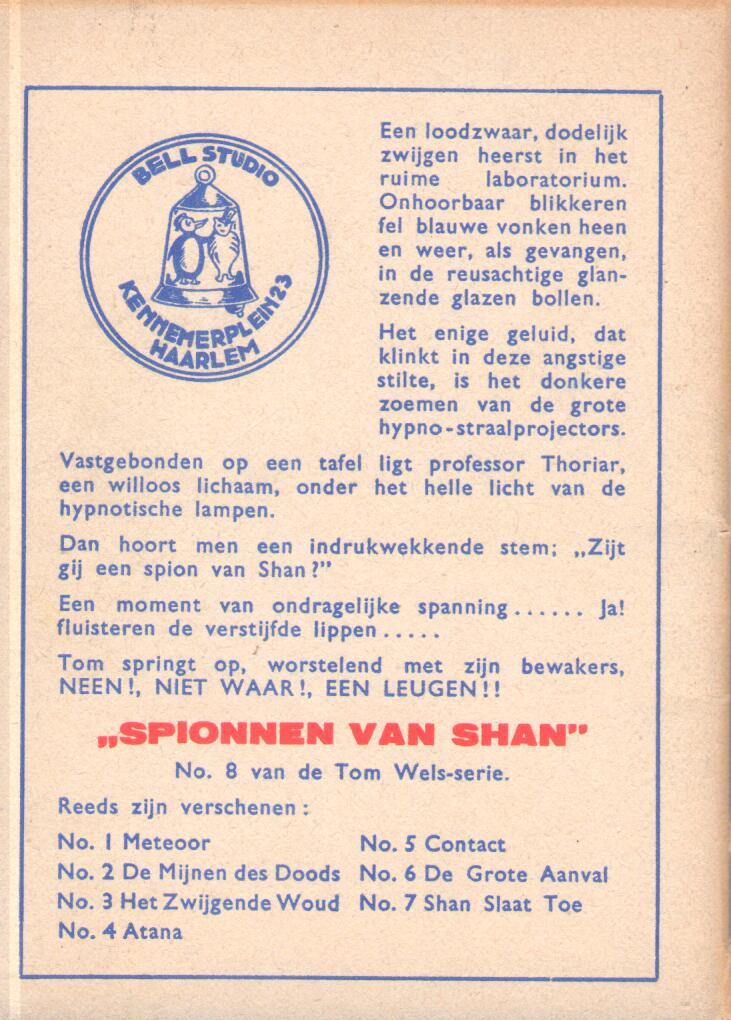 BELL STUDIO
KENNEMERPLEIN 23
HAARLEM
Een loodzwaar, dodelijk
zwijgen heerst in het
ruime laboratorium.
Onhoorbaar blikkeren
fel blauwe vonken heen
en weer, als gevangen,
in de reusachtige glan-
zende glazen bollen.
Het enige geluid, dat
klinkt in deze angstige
stilte, is het donkere
zoemen van de grote
hypno-straalprojectors.
Vastgebonden op een tafel ligt professor Thoriar,
een willoos lichaam, onder het helle licht van de
hypnotische lampen.
Dan hoort men een indrukwekkende stem; „Zijt
gij een spion van Shan?”
Een moment van ondragelijke spanning...... Ja!
fluisteren de verstijfde lippen.....
Tom springt op, worstelend met zijn bewakers,
NEEN!, NIET WAAR!, EEN LEUGEN!!
„SPIONNEN VAN SHAN”
No. 8 van de Tom Wels-serie.
Reeds zijn verschenen:
No. 1 Meteoor
No. 2 De Mijnen des Doods
No. 3 Het Zwijgende Woud
No. 4 Atana
No. 5 Contact
No. 6 De Grote Aanval
No. 7 Shan Slaat Toe